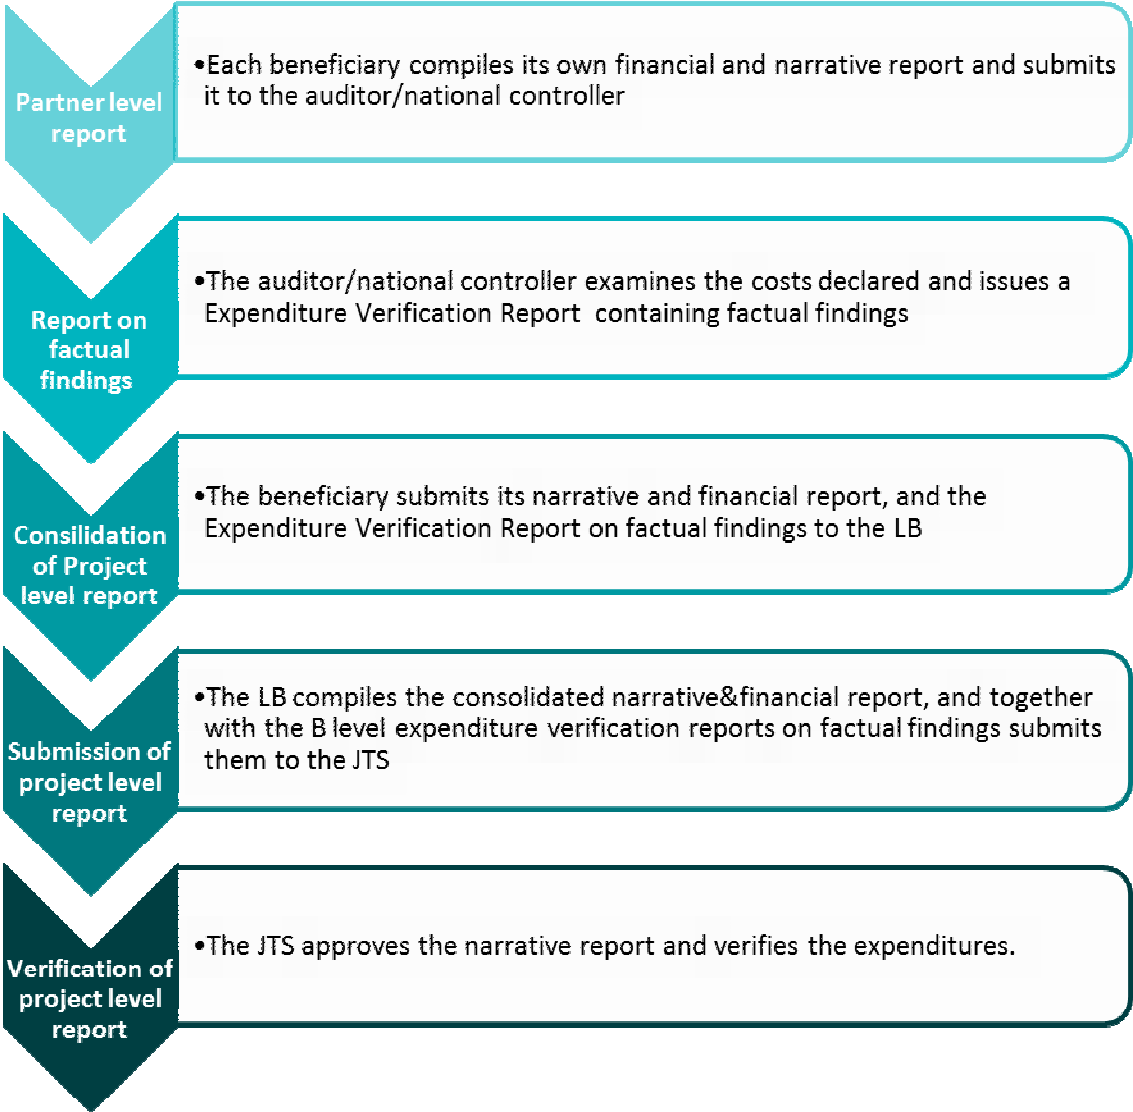 Partner level
report
•Each beneficiary compiles its own financial and narrative report and submits
it to the auditor/national controller
Report on
factual
findings
•The auditor/national controller examines the costs declared and issues a
Expenditure Verification Report containing factual findings
Consilidation
of Project
level report
•The beneficiary submits its narrative and financial report, and the
Expenditure Verification Report on factual findings to the LB
Submission of
project level
report
•The LB compiles the consolidated narrative&financial report, and together
with the B level expenditure verification reports on factual findings submits
them to the JTS
Verification of
project level
report
•The JTS approves the narrative report and verifies the expenditures.